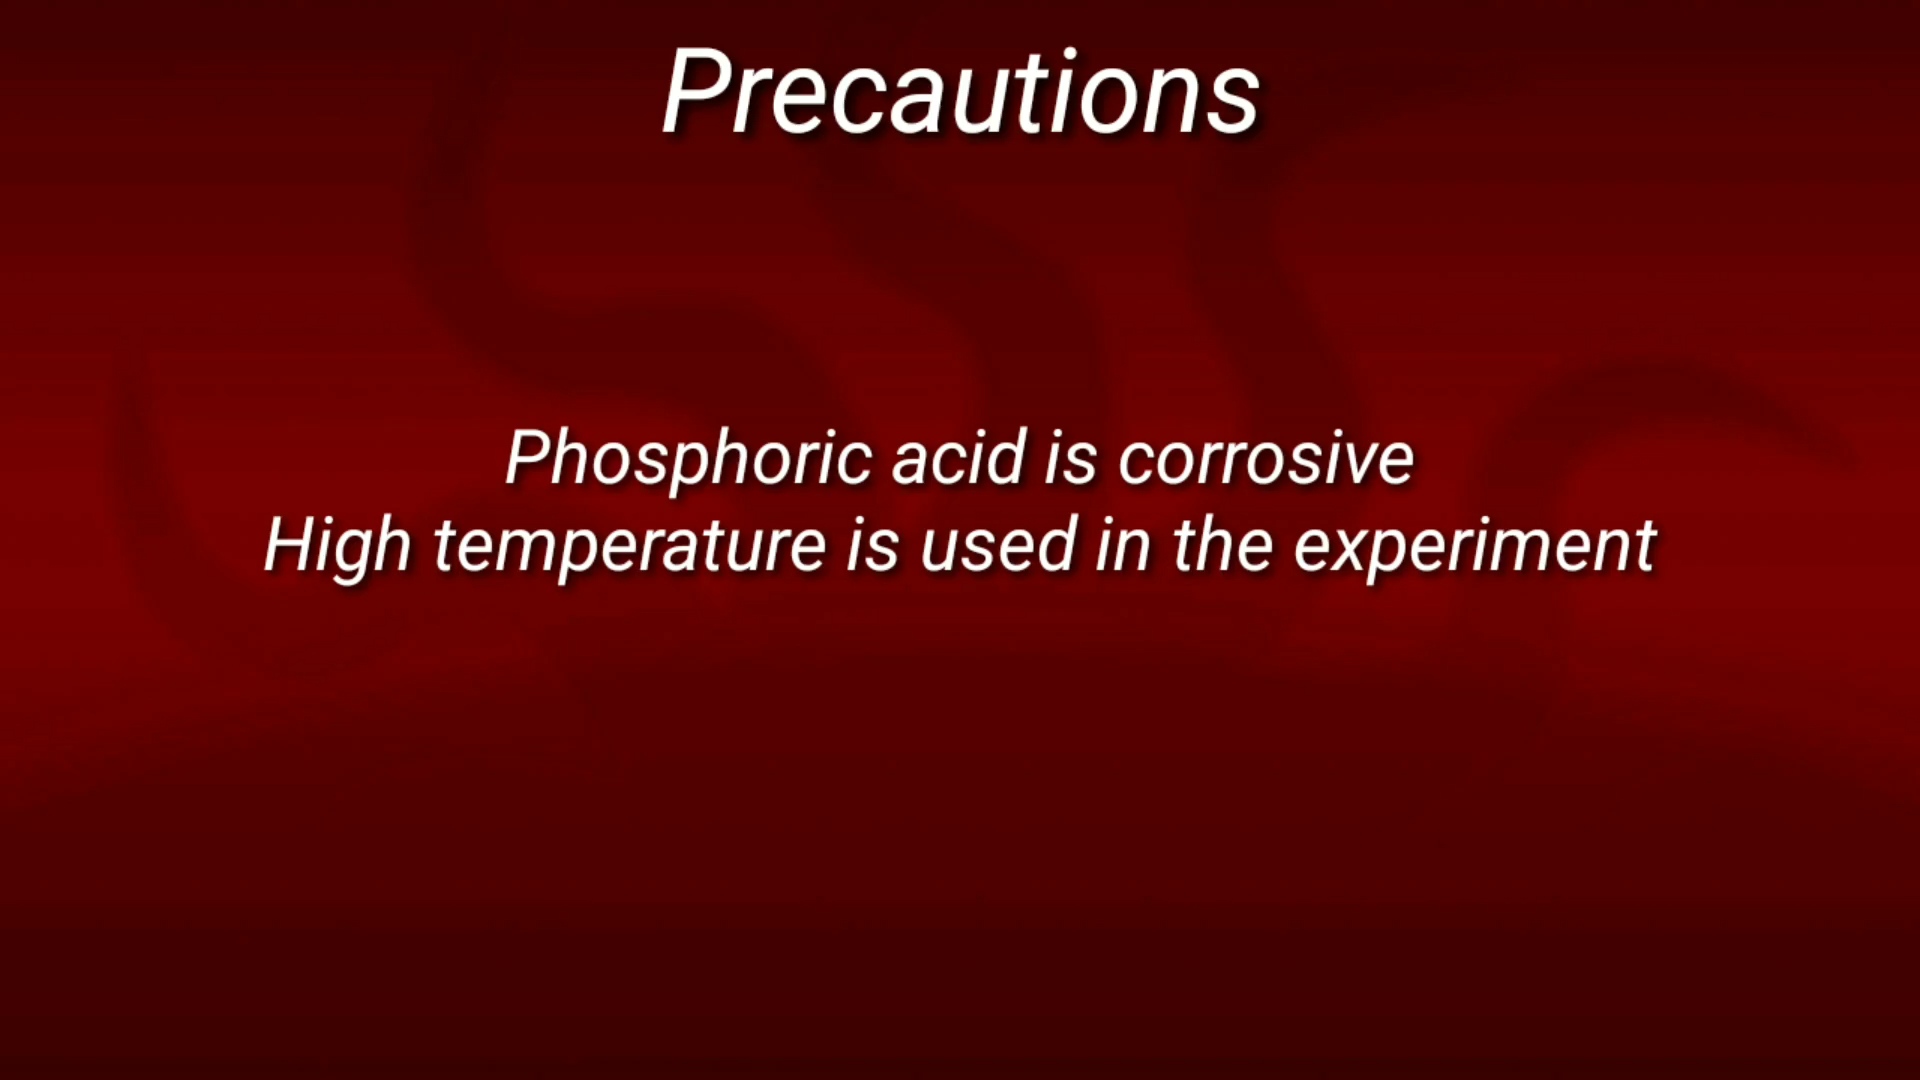 Precautions
Phosphoric acid is corrosive
High temperature is used in the experiment